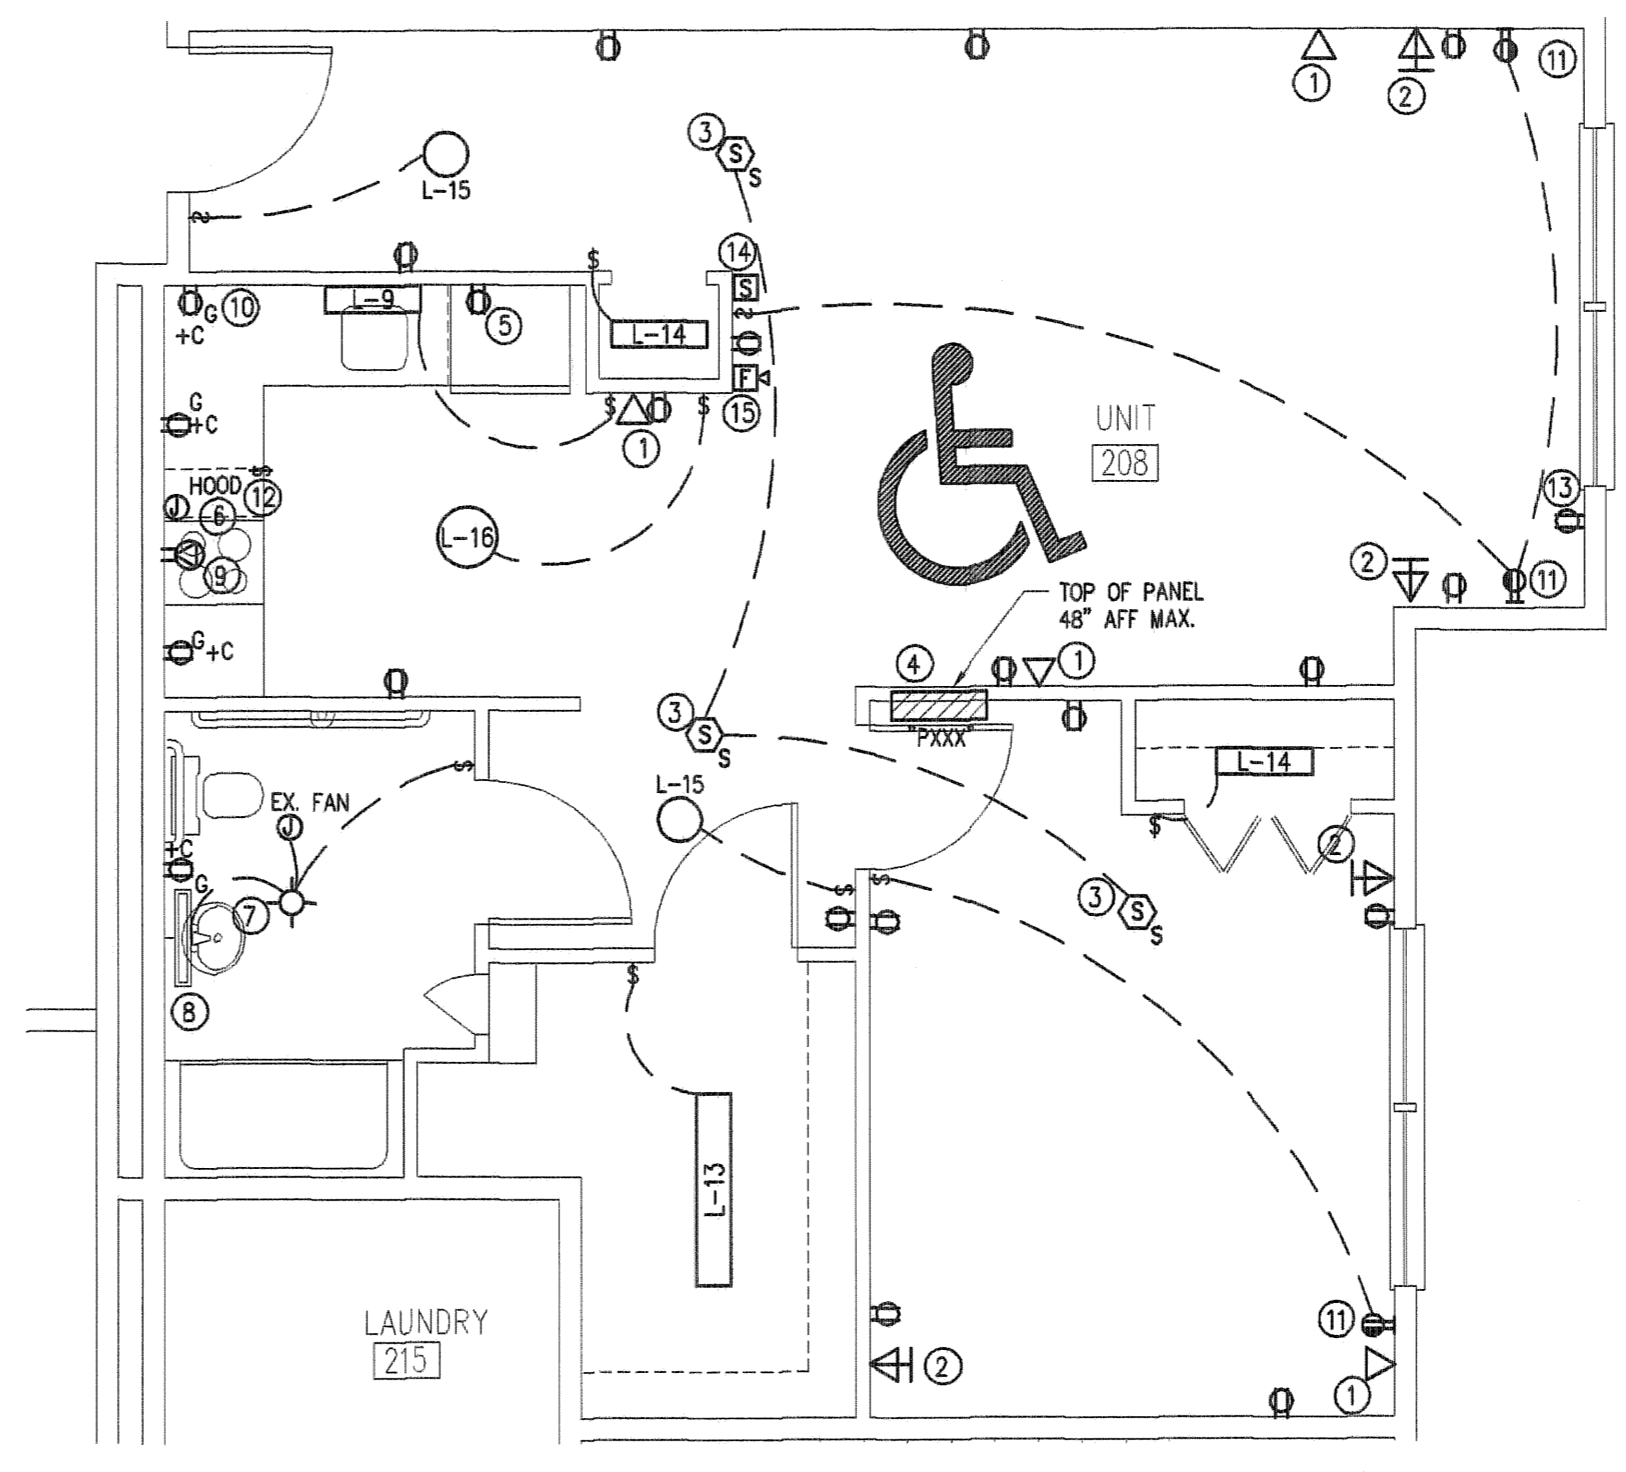 11
1
2
3
S
S
L-15
$
14
$
S
10
G
L-9
5
+C
$
L-14
F
15
G
+C
$
$
1
UNIT
208
$
HOOD
12
13
J
6
L-16
9
2
11
TOP OF PANEL
48" AFF MAX.
G
+C
4
1
3
S
S
PXXX
$
L-14
L-15
EX. FAN
J
$
2
+C
G
$
$
3
S
S
7
$
8
L-13
LAUNDRY
215
11
2
1